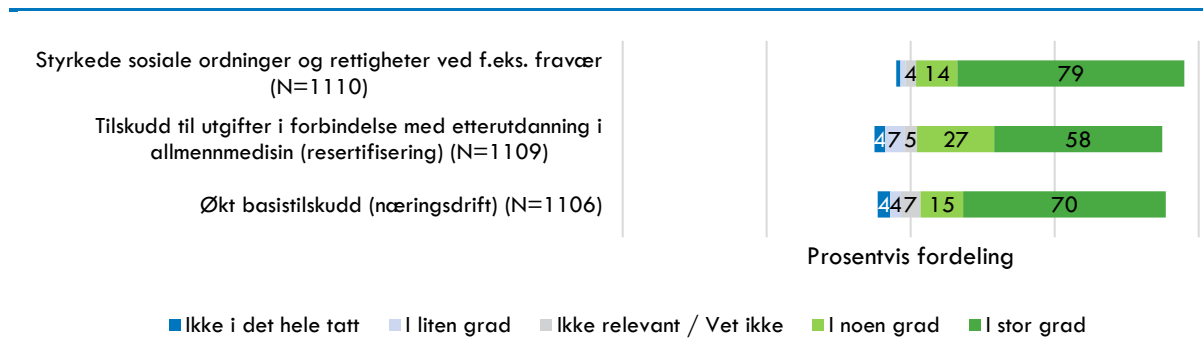 Styrkede sosiale ordninger og rettigheter ved f.eks. fravær
(N=1110)
4 14 79
Tilskudd til utgifter i forbindelse med etterutdanning i
allmennmedisin (resertifisering) (N=1109)
4 7 5 27 58
Økt basistilskudd (næringsdrift) (N=1106)
4 4 7 15 70
Prosentvis fordeling
Ikke i det hele tatt I liten grad Ikke relevant / Vet ikke I noen grad I stor grad